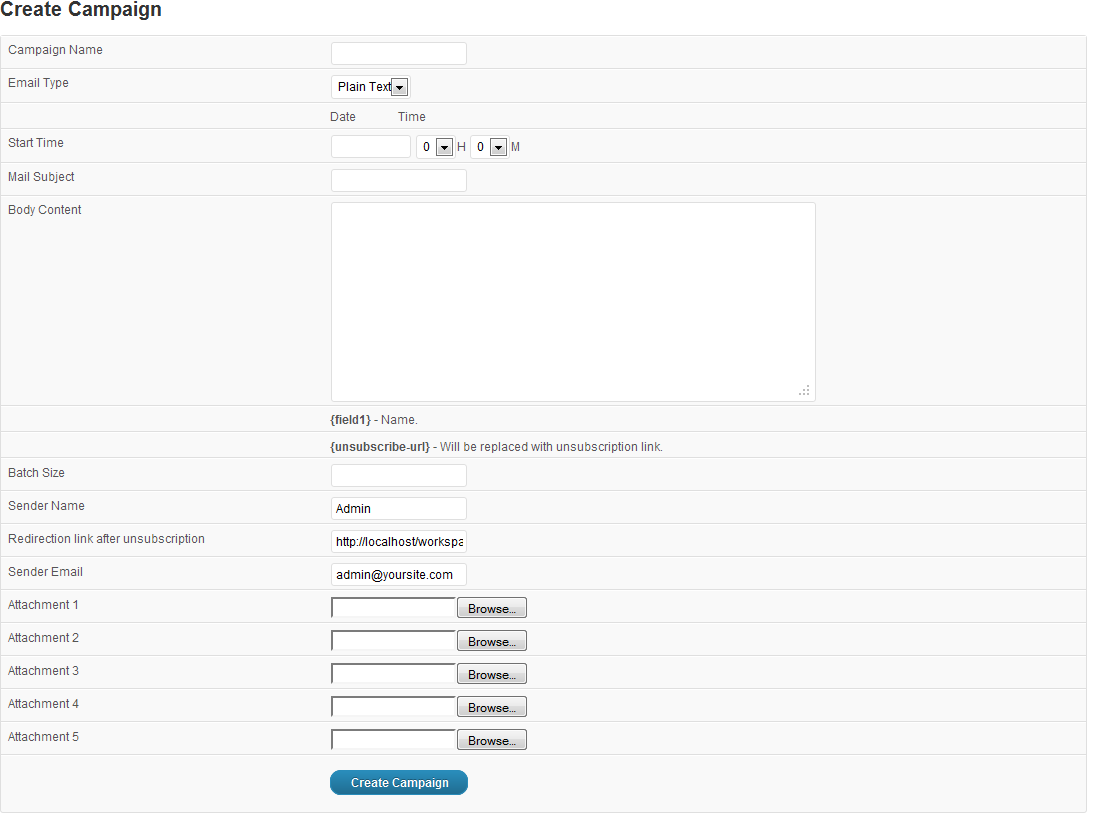 Create Campaign
Campaign Name
Email Type Plain Text
Date Time
Start Time 0 H 0 M
Mail Subject
Body Content
{field1} - Name.
{unsubscribe-url} - Will be replaced with unsubscription link.
Batch Size
Sender Name Admin
Redirection link after unsubscription http://localhost/workspa
Sender Email admin@yoursite.com
Attachment 1 Browse...
Attachment 2 Browse...
Attachment 3 Browse...
Attachment 4 Browse...
Attachment 5 Browse...
Create Campaign